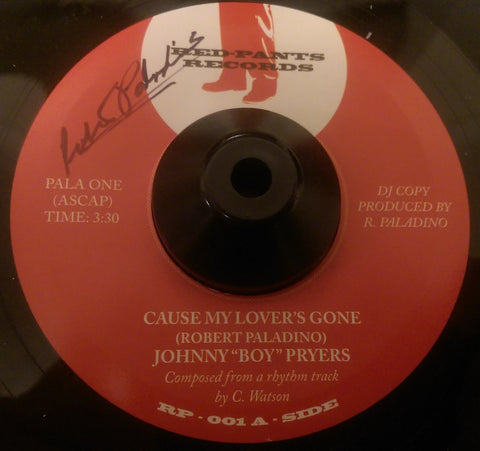 RED-PANTS
RECORDS
PALA ONE
(ASCAP)
TIME: 3:30
DJ COPY
PRODUCED BY
R. PALADINO
CAUSE MY LOVER'S GONE
(ROBERT PALADINO)
JOHNNY "BOY" PRYERS
Composed from a rhythm track
by C. Watson
RP - 001 A - SIDE